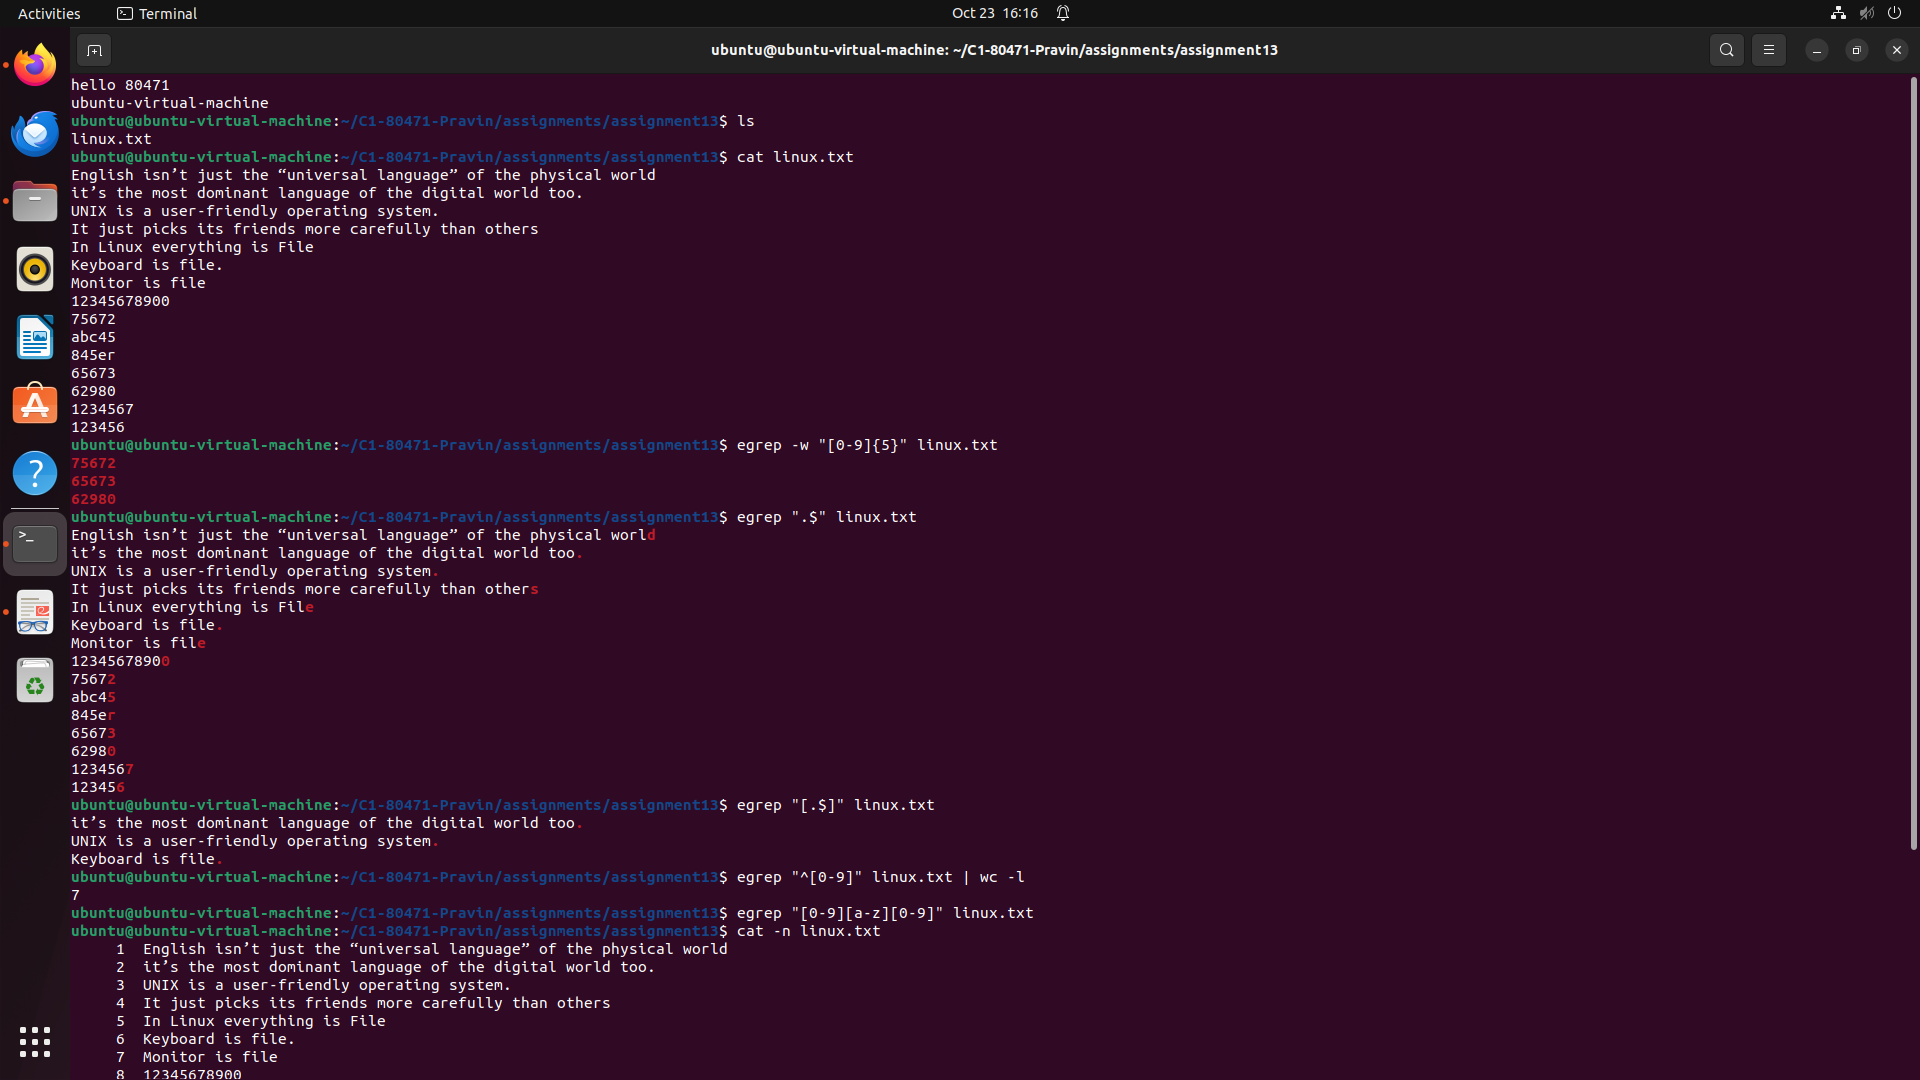 Activities Terminal Oct 23 16:16
ubuntu@ubuntu-virtual-machine: ~/C1-80471-Pravin/assignments/assignment13
hello 80471
ubuntu-virtual-machine
ubuntu@ubuntu-virtual-machine:~/C1-80471-Pravin/assignments/assignment13$ ls
linux.txt
ubuntu@ubuntu-virtual-machine:~/C1-80471-Pravin/assignments/assignment13$ cat linux.txt
English isn’t just the “universal language” of the physical world
it’s the most dominant language of the digital world too.
UNIX is a user-friendly operating system.
It just picks its friends more carefully than others
In Linux everything is File
Keyboard is file.
Monitor is file
12345678900
75672
abc45
845er
65673
62980
1234567
123456
ubuntu@ubuntu-virtual-machine:~/C1-80471-Pravin/assignments/assignment13$ egrep -w "[0-9]{5}" linux.txt
75672
65673
62980
ubuntu@ubuntu-virtual-machine:~/C1-80471-Pravin/assignments/assignment13$ egrep ".$" linux.txt
English isn’t just the “universal language” of the physical world
it’s the most dominant language of the digital world too.
UNIX is a user-friendly operating system.
It just picks its friends more carefully than others
In Linux everything is File
Keyboard is file.
Monitor is file
12345678900
75672
abc45
845er
65673
62980
1234567
123456
ubuntu@ubuntu-virtual-machine:~/C1-80471-Pravin/assignments/assignment13$ egrep "[.$]" linux.txt
it’s the most dominant language of the digital world too.
UNIX is a user-friendly operating system.
Keyboard is file.
ubuntu@ubuntu-virtual-machine:~/C1-80471-Pravin/assignments/assignment13$ egrep "^[0-9]" linux.txt | wc -l
7
ubuntu@ubuntu-virtual-machine:~/C1-80471-Pravin/assignments/assignment13$ egrep "[0-9][a-z][0-9]" linux.txt
ubuntu@ubuntu-virtual-machine:~/C1-80471-Pravin/assignments/assignment13$ cat -n linux.txt
1 English isn’t just the “universal language” of the physical world
2 it’s the most dominant language of the digital world too.
3 UNIX is a user-friendly operating system.
4 It just picks its friends more carefully than others
5 In Linux everything is File
6 Keyboard is file.
7 Monitor is file
8 12345678900